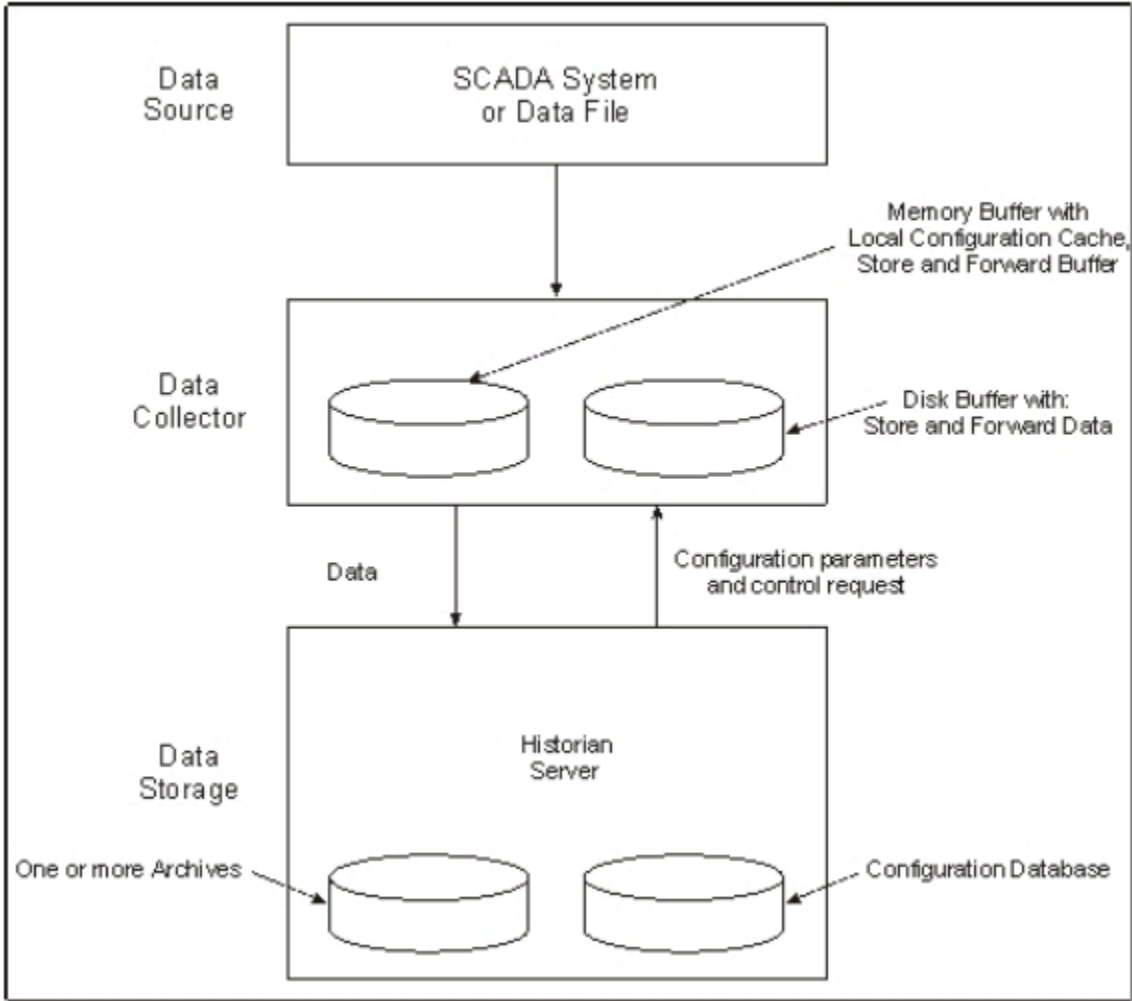 Data
Source
SCADA System
or Data File
Memory Buffer with
Local Configuration Cache,
Store and Forward Buffer
Data
Collector
Disk Buffer with:
Store and Forward Data
Data
Configuration parameters
and control request
Data
Storage
Historian
Server
One or more Archives
Configuration Database